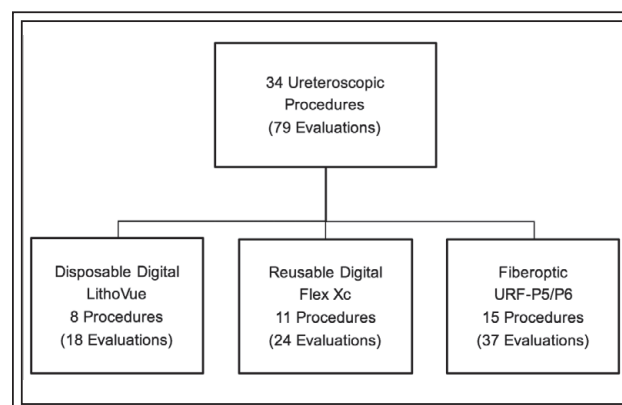 34 Ureteroscopic
Procedures
(79 Evaluations)
Disposable Digital
LithoVue
8 Procedures
(18 Evaluations)
Reusable Digital
Flex Xc
11 Procedures
(24 Evaluations)
Fiberoptic
URF-P5/P6
15 Procedures
(37 Evaluations)